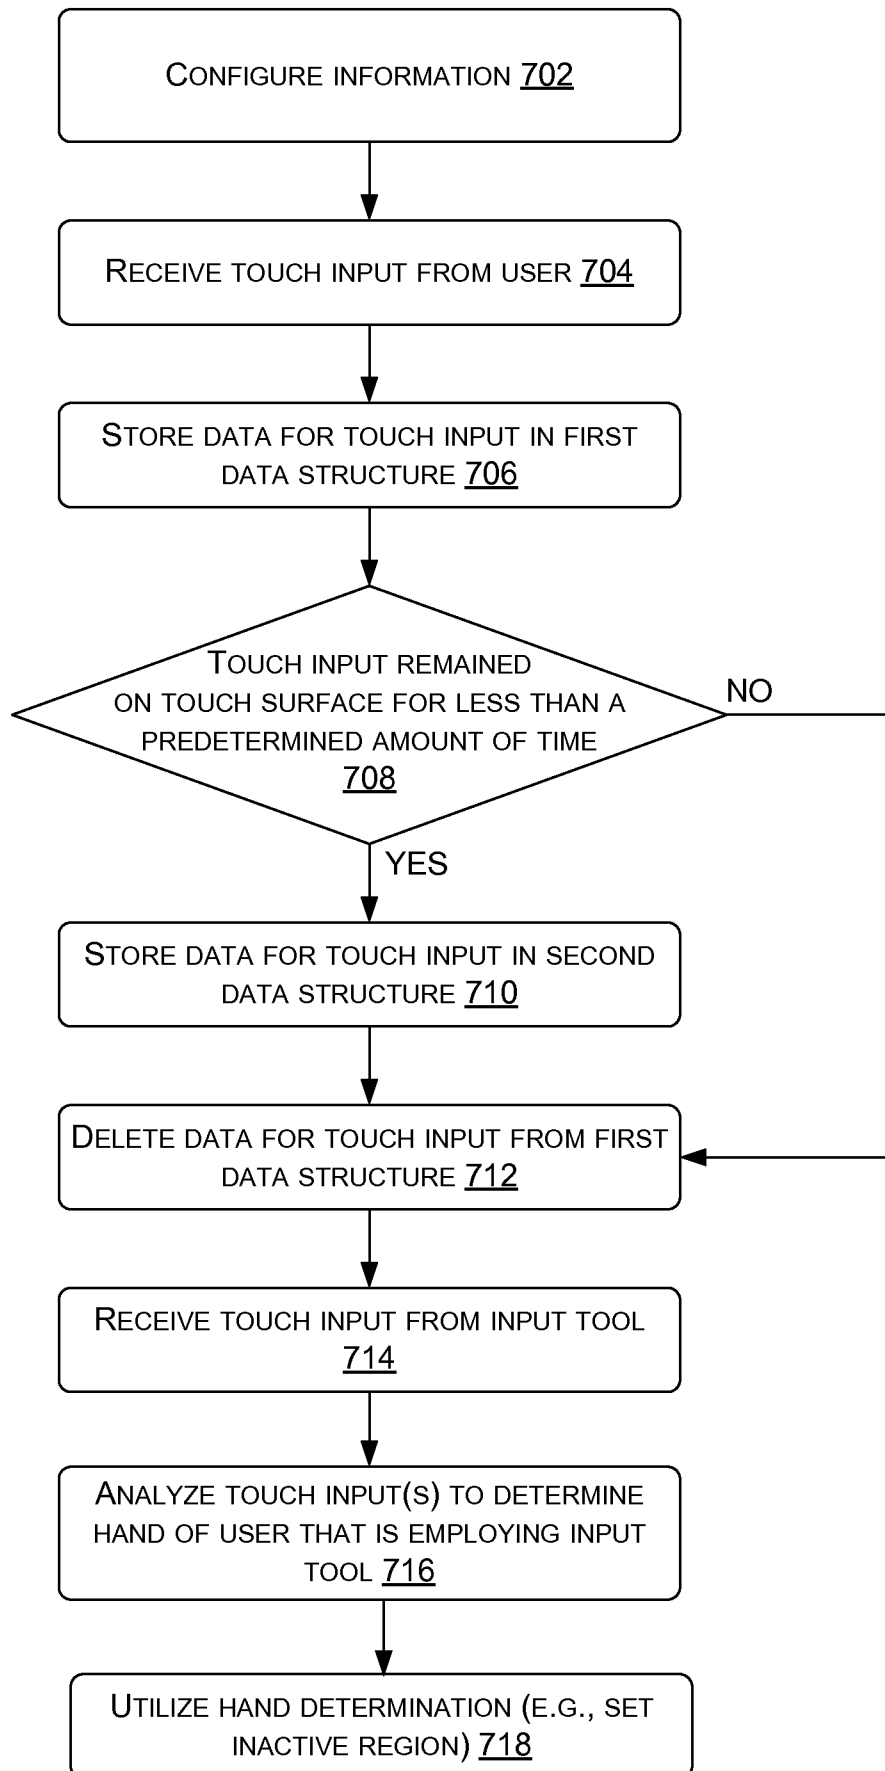 CONFIGURE INFORMATION 702
RECEIVE TOUCH INPUT FROM USER 704
STORE DATA FOR TOUCH INPUT IN FIRST
DATA STRUCTURE 706
TOUCH INPUT REMAINED
ON TOUCH SURFACE FOR LESS THAN A
PREDETERMINED AMOUNT OF TIME
708
NO
YES
STORE DATA FOR TOUCH INPUT IN SECOND
DATA STRUCTURE 710
DELETE DATA FOR TOUCH INPUT FROM FIRST
DATA STRUCTURE 712
RECEIVE TOUCH INPUT FROM INPUT TOOL
714
ANALYZE TOUCH INPUT(S) TO DETERMINE
HAND OF USER THAT IS EMPLOYING INPUT
TOOL 716
UTILIZE HAND DETERMINATION (E.G., SET
INACTIVE REGION) 718